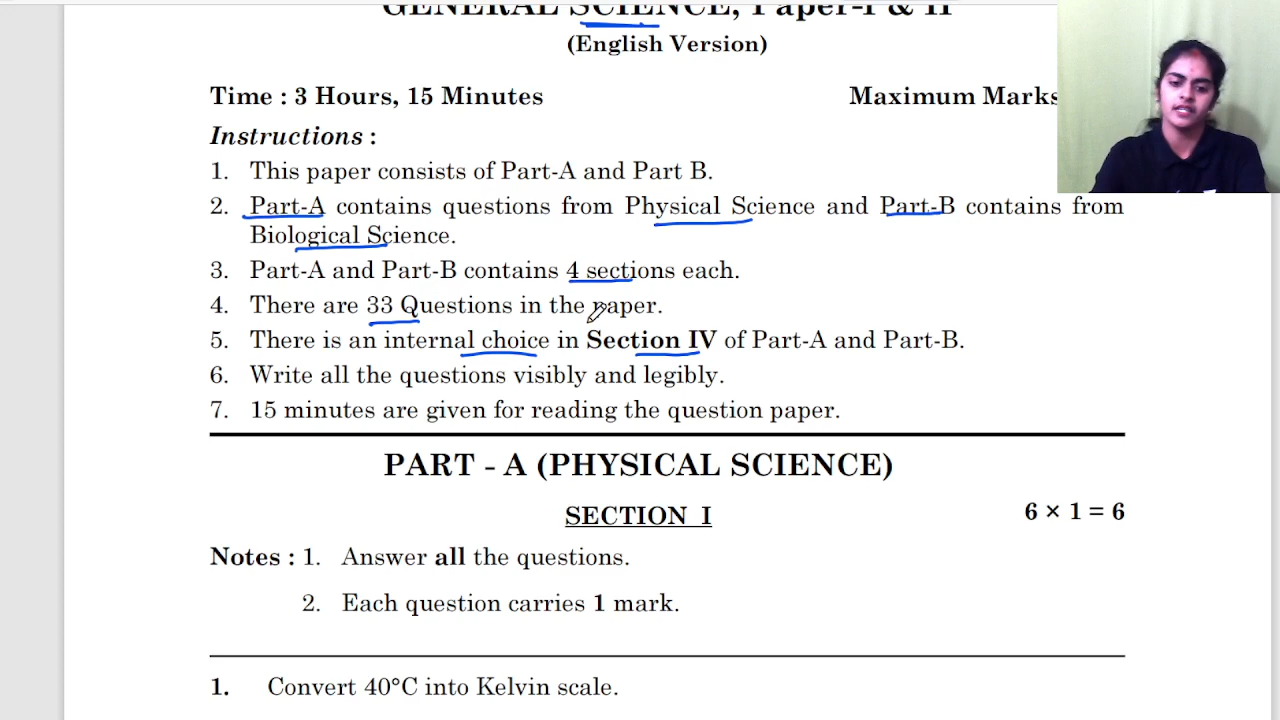 GENERAL SCIENCE, Paper-I & II
(English Version)
Time : 3 Hours, 15 Minutes Maximum Marks
Instructions :
1. This paper consists of Part-A and Part B.
2. Part-A contains questions from Physical Science and Part-B contains from
Biological Science.
3. Part-A and Part-B contains 4 sections each.
4. There are 33 Questions in the paper.
5. There is an internal choice in Section IV of Part-A and Part-B.
6. Write all the questions visibly and legibly.
7. 15 minutes are given for reading the question paper.
PART - A (PHYSICAL SCIENCE)
SECTION I 6 × 1 = 6
Notes : 1. Answer all the questions.
2. Each question carries 1 mark.
1. Convert 40°C into Kelvin scale.